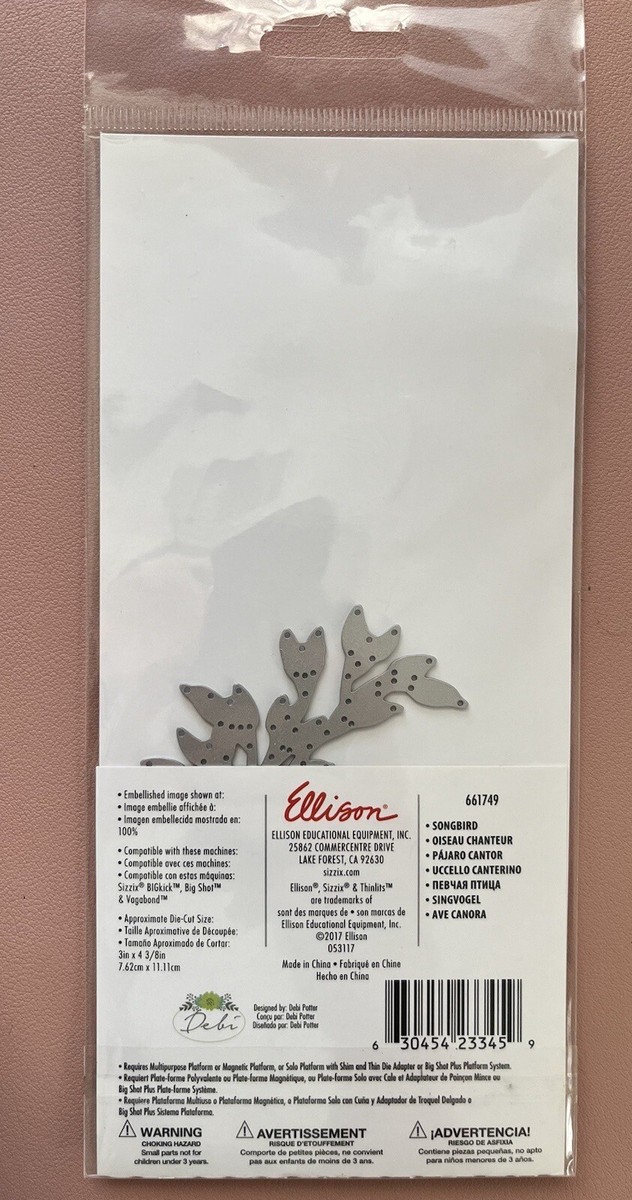 • Embellished image shown at:
• Image embellie affichée à:
• Imagen embellecida mostrada en:
100%
• Compatible with these machines:
• Compatible avec ces machines:
• Compatible con estas máquinas:
Sizzix® BIGkick™, Big Shot™
& Vagabond™
• Approximate Die-Cut Size:
• Taille Approximative de Découpée:
• Tamaño Aproximado de Cortar:
3in x 4 3/8in
7.62cm x 11.11cm
Ellison®
ELLISON EDUCATIONAL EQUIPMENT, INC.
25862 COMMERCENTRE DRIVE
LAKE FOREST, CA 92630
sizzix.com
Ellison®, Sizzix® & Thinlits™
are trademarks of
sont des marques de • son marcas de
Ellison Educational Equipment, Inc.
©2017 Ellison
053117
Made in China • Fabriqué en Chine
Hecho en China
661749
• SONGBIRD
• OISEAU CHANTEUR
• PÁJARO CANTOR
• UCCELLO CANTERINO
• ПЕВЧАЯ ПТИЦА
• SINGVOGEL
• AVE CANORA
Debi
Designed by: Debi Potter
Conçu par: Debi Potter
Diseñado por: Debi Potter
6 30454 23345 9
• Requires Multipurpose Platform or Magnetic Platform, or Solo Platform with Shim and Thin Die Adapter or Big Shot Plus Platform System.
• Requiert Plate-forme Polyvalente ou Plate-forme Magnétique, ou Plate-forme Solo avec Cale et Adaptateur de Poinçon Mince ou
Big Shot Plus Plate-forme Système.
• Requiere Plataforma Multiuso o Plataforma Magnética, o Plataforma Solo con Cuña y Adaptador de Troquel Delgado o
Big Shot Plus Sistema Plataforma.
WARNING
CHOKING HAZARD
Small parts not for
children under 3 years.
AVERTISSEMENT
RISQUE D'ETOUFFEMENT
Comporte de petites pièces, ne convient
pas aux enfants de moins de 3 ans.
¡ADVERTENCIA!
RIESGO DE ASFIXIA
Contiene piezas pequeñas, no apto
para niños menores de 3 años.